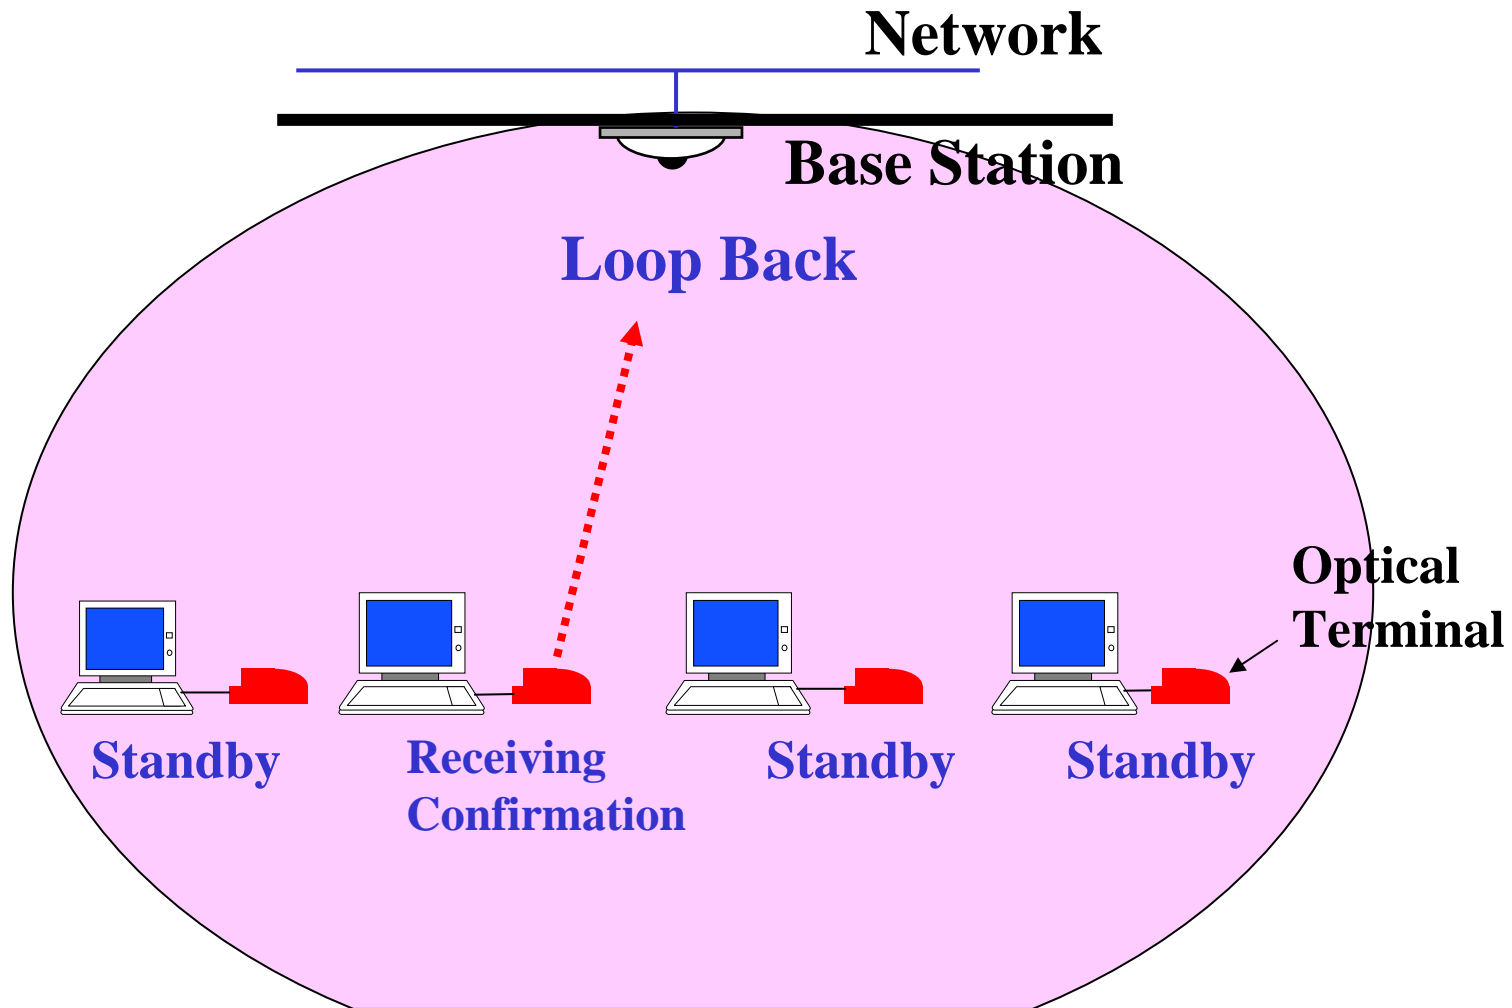 Network
Base Station
Loop Back
Optical
Terminal
Standby
Receiving
Confirmation
Standby
Standby